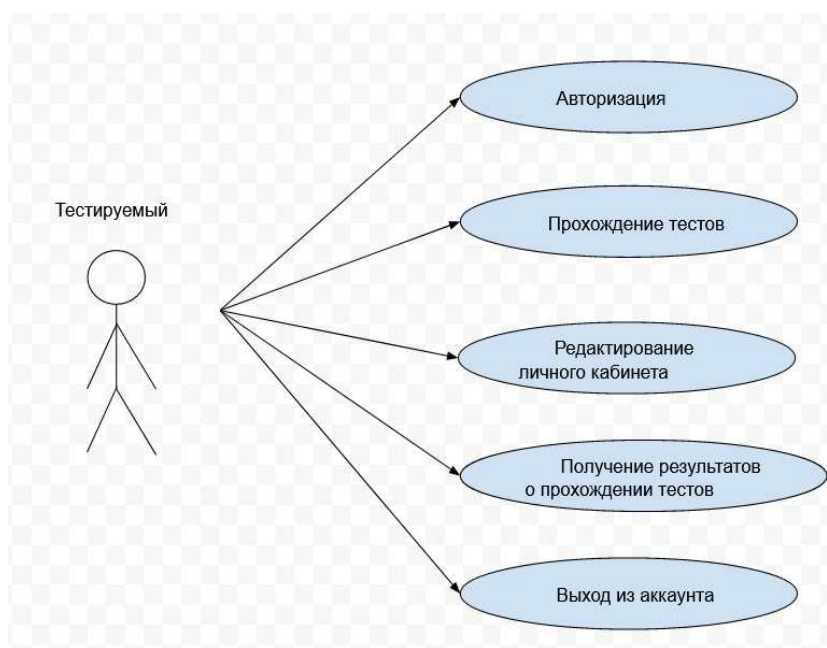 Тестируемый
Авторизация
Прохождение тестов
Редактирование
личного кабинета
Получение результатов
о прохождении тестов
Выход из аккаунта